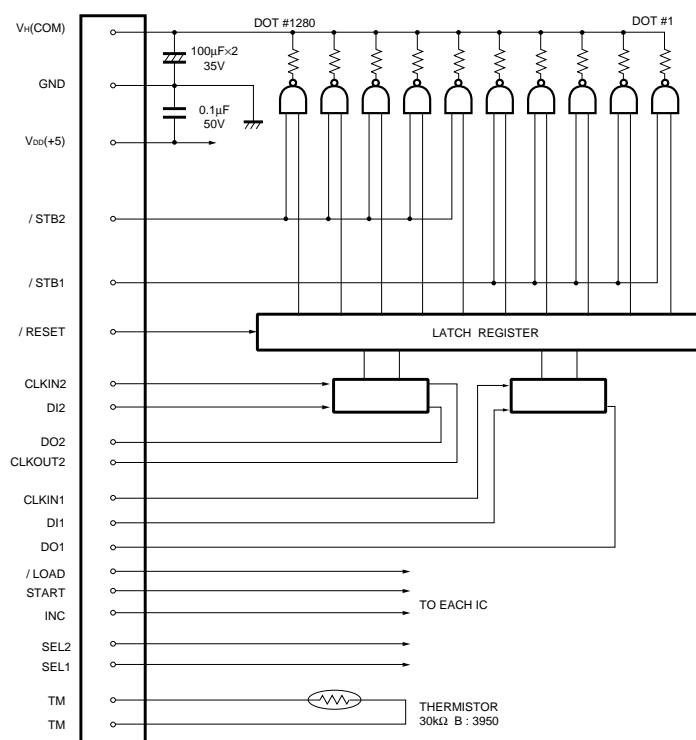 VH(COM)
DOT #1280
DOT #1
100µF×2
35V
GND
0.1µF
50V
VDD(+5)
/ STB2
/ STB1
/ RESET
LATCH REGISTER
CLKIN2
DI2
DO2
CLKOUT2
CLKIN1
DI1
DO1
/ LOAD
START
INC
TO EACH IC
SEL2
SEL1
TM
TM
THERMISTOR
30kΩ B : 3950